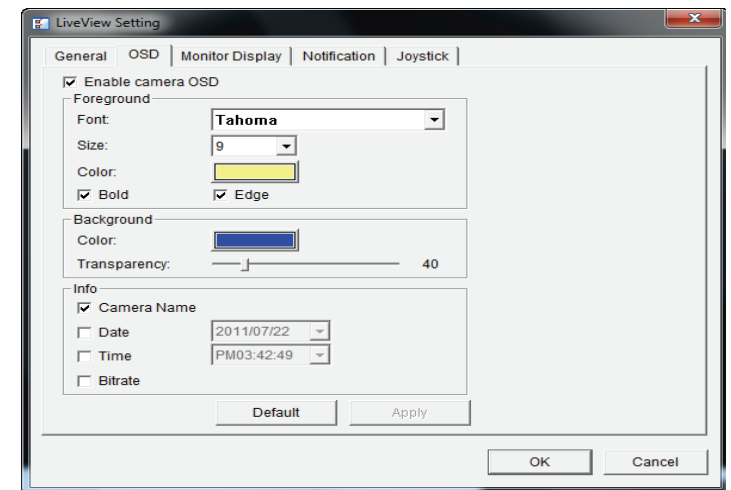 LiveView Setting
General OSD Monitor Display Notification Joystick
Enable camera OSD
Foreground
Font: Tahoma
Size: 9
Color:
Bold Edge
Background
Color:
Transparency: 40
Info
Camera Name
Date 2011/07/22
Time PM03:42:49
Bitrate
Default Apply
OK Cancel